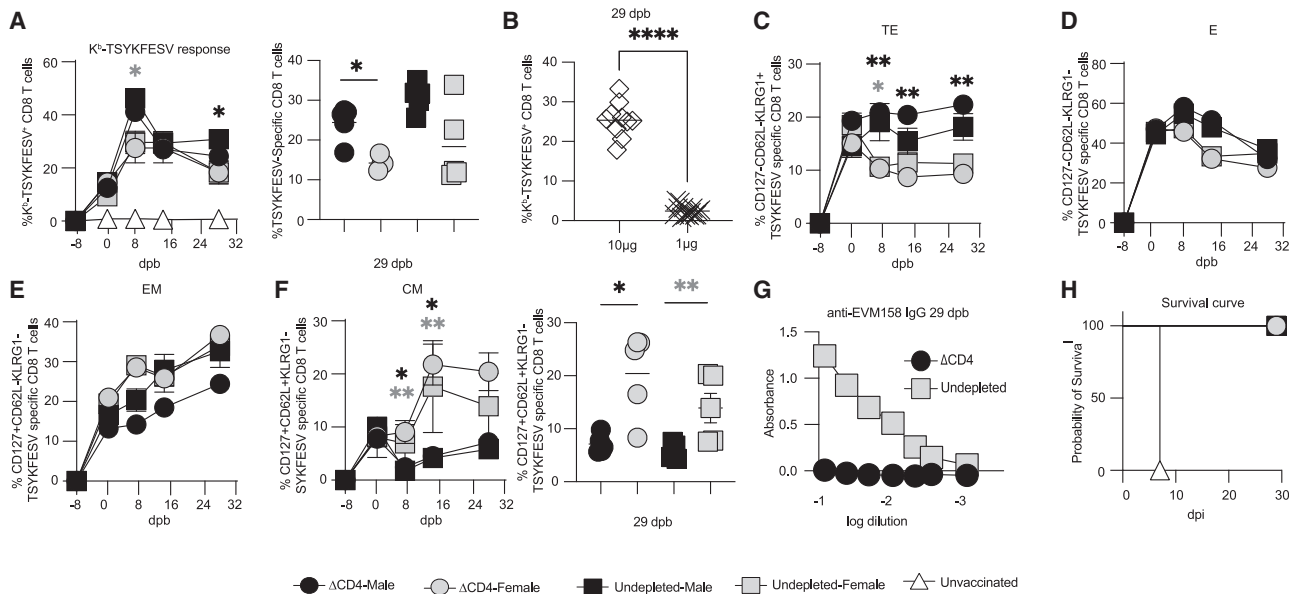 A
Kᵇ-TSYKFESV response
%Kᵇ-TSYKFESV⁺ CD8 T cells
60
40
20
0
*
*
-8
0
8
16
24
32
dpb
%TSYKFESV-Specific CD8 T cells
40
30
20
10
0
*
29 dpb
B
29 dpb
****
%Kᵇ-TSYKFESV⁺ CD8 T cells
50
40
30
20
10
0
10µg
1µg
C
TE
% CD127-CD62L-KLRG1+
TSYKFESV specific CD8 T cells
30
20
10
0
**
*
**
**
-8
0
8
16
24
32
dpb
D
E
% CD127-CD62L-KLRG1-
TSYKFESV specific CD8 T cells
80
60
40
20
0
-8
0
8
16
24
32
dpb
E
EM
% CD127+CD62L-KLRG1-
TSYKFESV specific CD8 T cells
40
30
20
10
0
-8
0
8
16
24
32
dpb
F
CM
% CD127+CD62L+KLRG1-
SYKFESV specific CD8 T cells
30
20
10
0
*
**
*
**
-8
0
8
16
24
32
dpb
% CD127+CD62L+KLRG1-
TSYKFESV specific CD8 T cells
30
20
10
0
*
**
29 dpb
G
anti-EVM158 IgG 29 dpb
Absorbance
1.5
1.0
0.5
0.0
ΔCD4
Undepleted
-1
-2
-3
log dilution
H
Survival curve
Probability of Survival
100
50
0
0
10
20
30
dpi
ΔCD4-Male
ΔCD4-Female
Undepleted-Male
Undepleted-Female
Unvaccinated